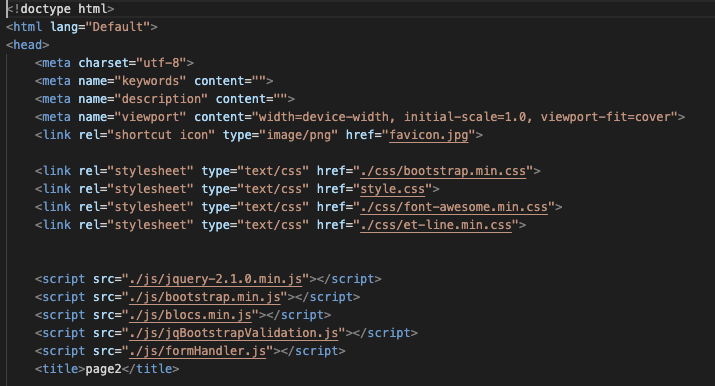 <!doctype html>
<html lang="Default">
<head>
    <meta charset="utf-8">
    <meta name="keywords" content="">
    <meta name="description" content="">
    <meta name="viewport" content="width=device-width, initial-scale=1.0, viewport-fit=cover">
    <link rel="shortcut icon" type="image/png" href="favicon.jpg">

    <link rel="stylesheet" type="text/css" href="./css/bootstrap.min.css">
    <link rel="stylesheet" type="text/css" href="style.css">
    <link rel="stylesheet" type="text/css" href="./css/font-awesome.min.css">
    <link rel="stylesheet" type="text/css" href="./css/et-line.min.css">


    <script src="./js/jquery-2.1.0.min.js"></script>
    <script src="./js/bootstrap.min.js"></script>
    <script src="./js/blocs.min.js"></script>
    <script src="./js/jqBootstrapValidation.js"></script>
    <script src="./js/formHandler.js"></script>
    <title>page2</title>